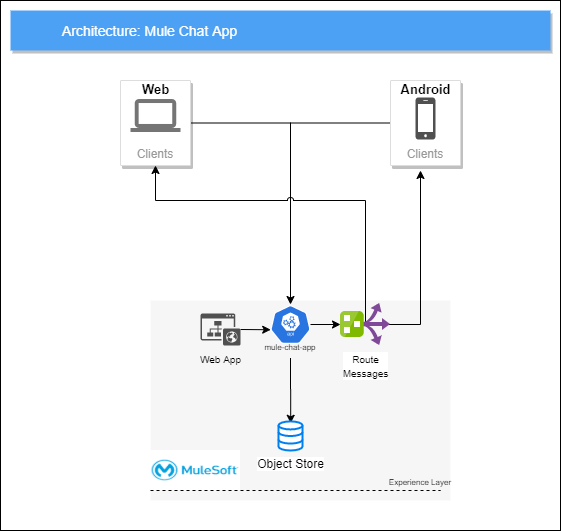 Architecture: Mule Chat App
Web
Clients
Android
Clients
Web App
mule-chat-app
Route
Messages
Object Store
MuleSoft
Experience Layer